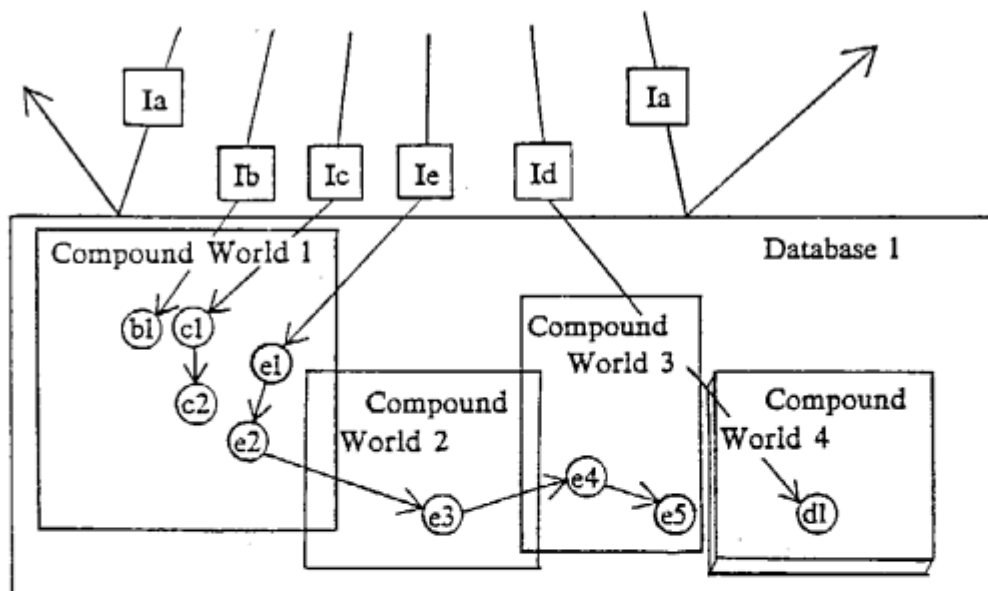 Ia
Ia
Ib
Ic
Ie
Id
Compound World 1
Database 1
b1
c1
e1
c2
e2
Compound
World 2
e3
Compound
World 3
e4
e5
Compound
World 4
d1